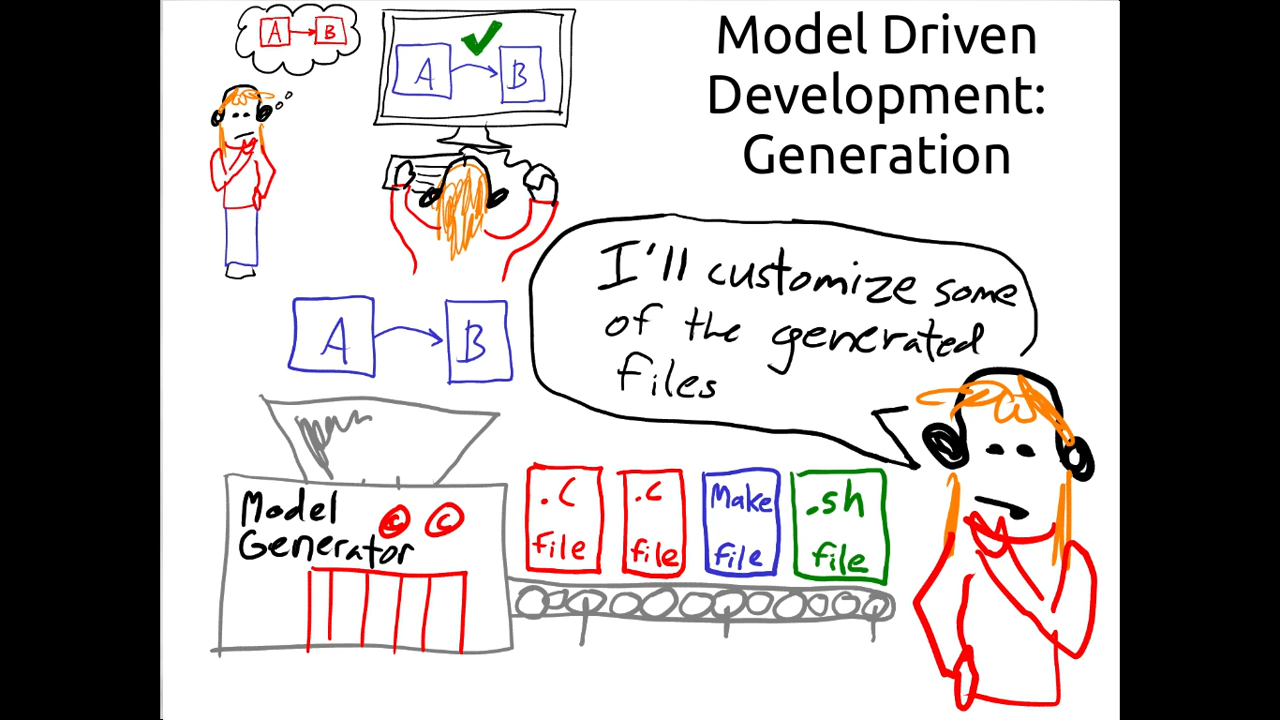 A B
A B
Model Driven
Development:
Generation
I'll customize some
of the generated
files
A B
Model
Generator
C C
.C
file
.c
file
Make
file
.sh
file